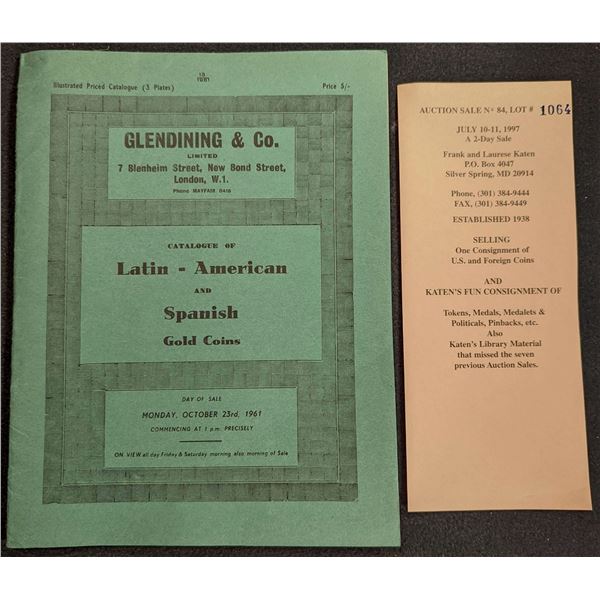 10
1961
Illustrated Priced Catalogue (3 Plates)
Price 5/-
GLENDINING & Co.
LIMITED
7 Blenheim Street, New Bond Street,
London, W.1.
Phone MAYFAIR 2416
CATALOGUE OF
Latin - American
AND
Spanish
Gold Coins
DAY OF SALE
MONDAY, OCTOBER 23rd, 1961
COMMENCING AT 1 p.m. PRECISELY
ON VIEW all day Friday & Saturday morning also morning of Sale
AUCTION SALE Nº 84, LOT # 1064
JULY 10-11, 1997
A 2-Day Sale
Frank and Laurese Katen
P.O. Box 4047
Silver Spring, MD 20914
Phone, (301) 384-9444
FAX, (301) 384-9449
ESTABLISHED 1938
SELLING
One Consignment of
U.S. and Foreign Coins
AND
KATEN'S FUN CONSIGNMENT OF
Tokens, Medals, Medalets &
Politicals, Pinbacks, etc.
Also
Katen's Library Material
that missed the seven
previous Auction Sales.